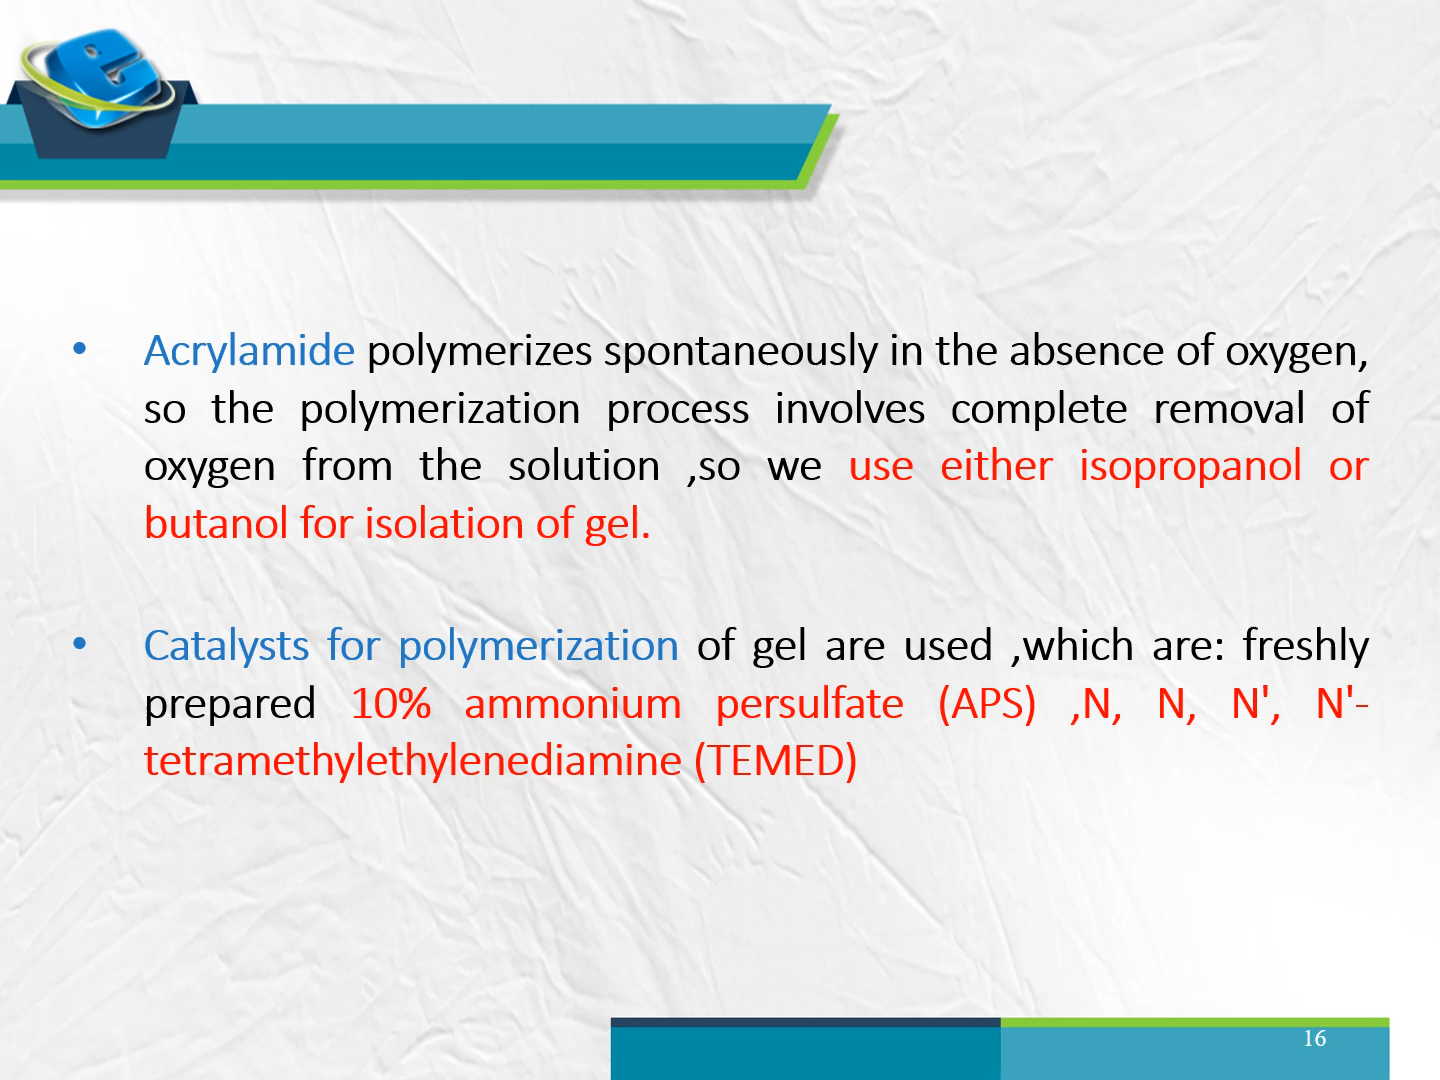 • Acrylamide polymerizes spontaneously in the absence of oxygen,
so the polymerization process involves complete removal of
oxygen from the solution ,so we use either isopropanol or
butanol for isolation of gel.
• Catalysts for polymerization of gel are used ,which are: freshly
prepared 10% ammonium persulfate (APS) ,N, N, N', N'-
tetramethylethylenediamine (TEMED)
16